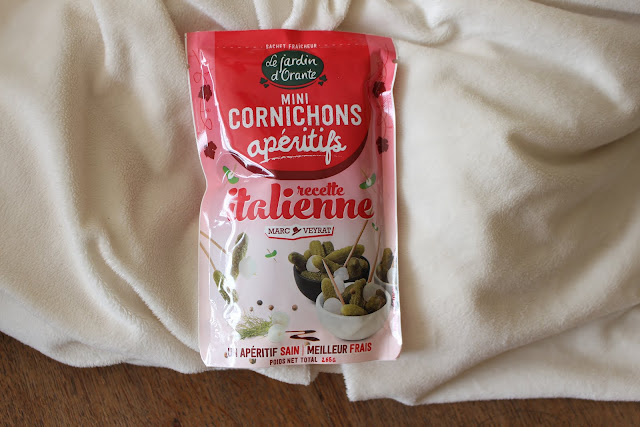 SACHET FRAÎCHEUR
Le jardin
d'Orante
MINI
CORNICHONS
apéritifs
recette
italienne
MARC VEYRAT
UN APÉRITIF SAIN | MEILLEUR FRAIS
POIDS NET TOTAL 265g